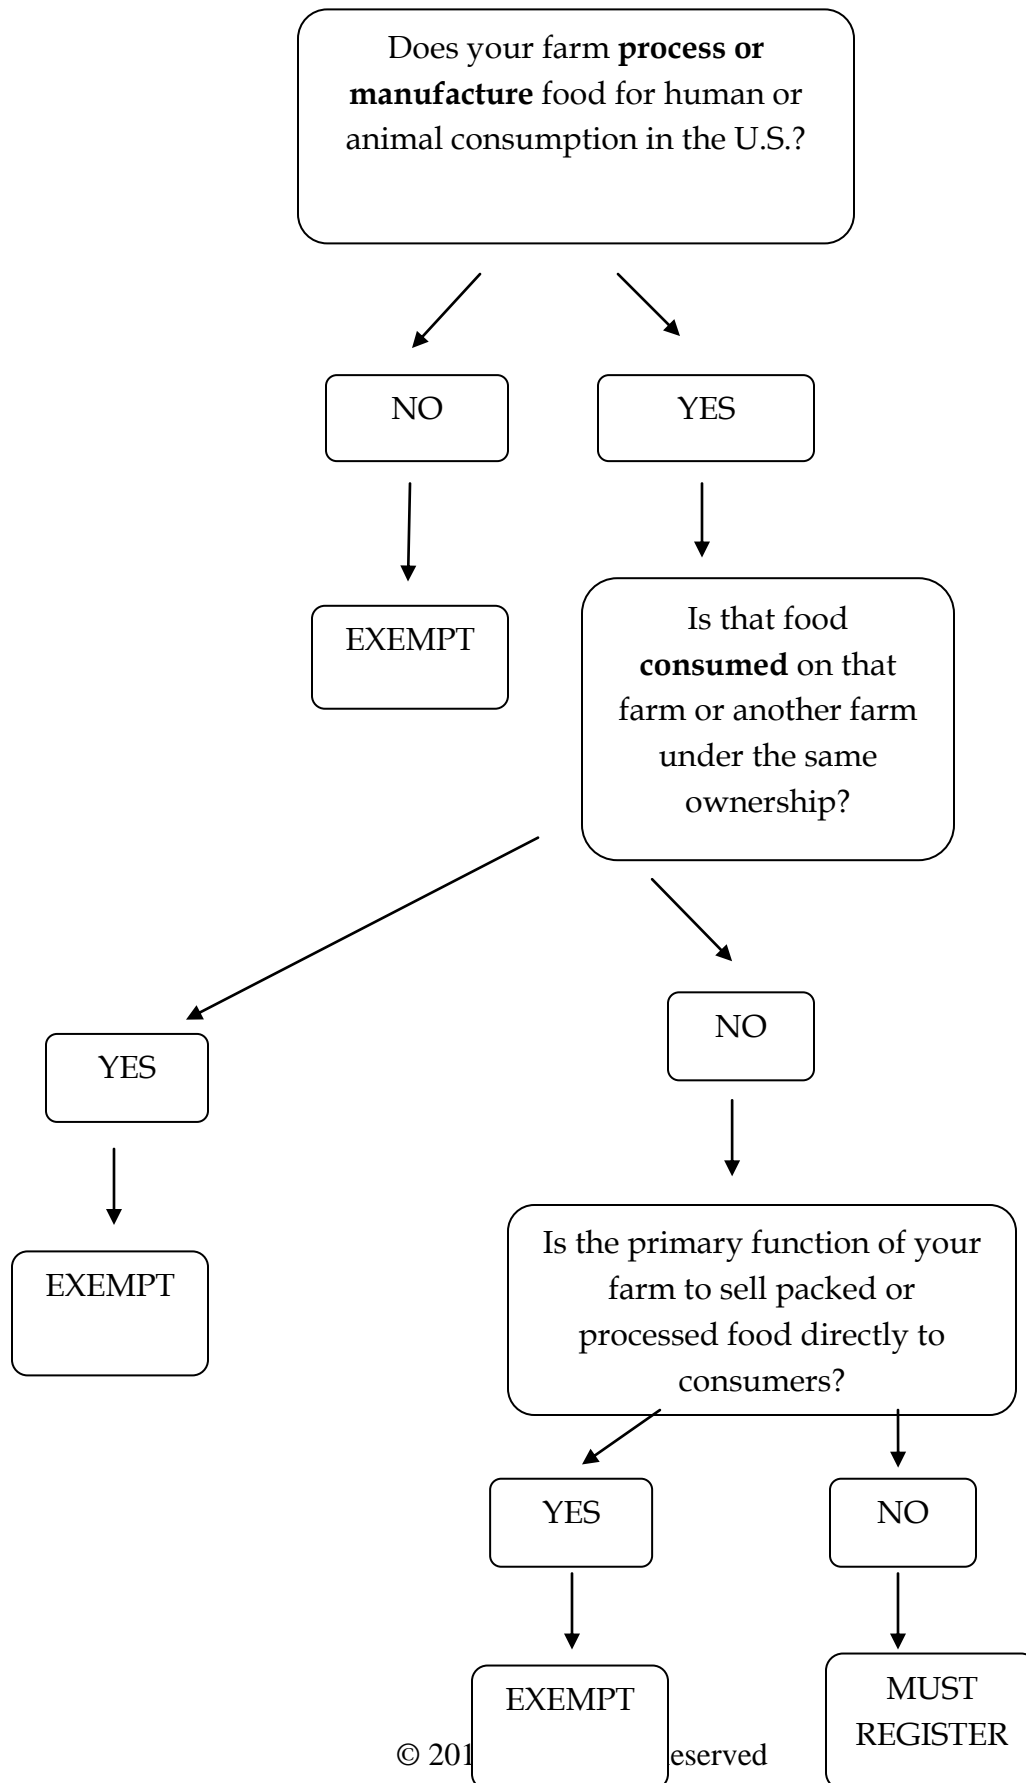 Does your farm process or
manufacture food for human or
animal consumption in the U.S.?
NO
YES
EXEMPT
Is that food
consumed on that
farm or another farm
under the same
ownership?
YES
NO
EXEMPT
Is the primary function of your
farm to sell packed or
processed food directly to
consumers?
YES
NO
EXEMPT
MUST
REGISTER
©